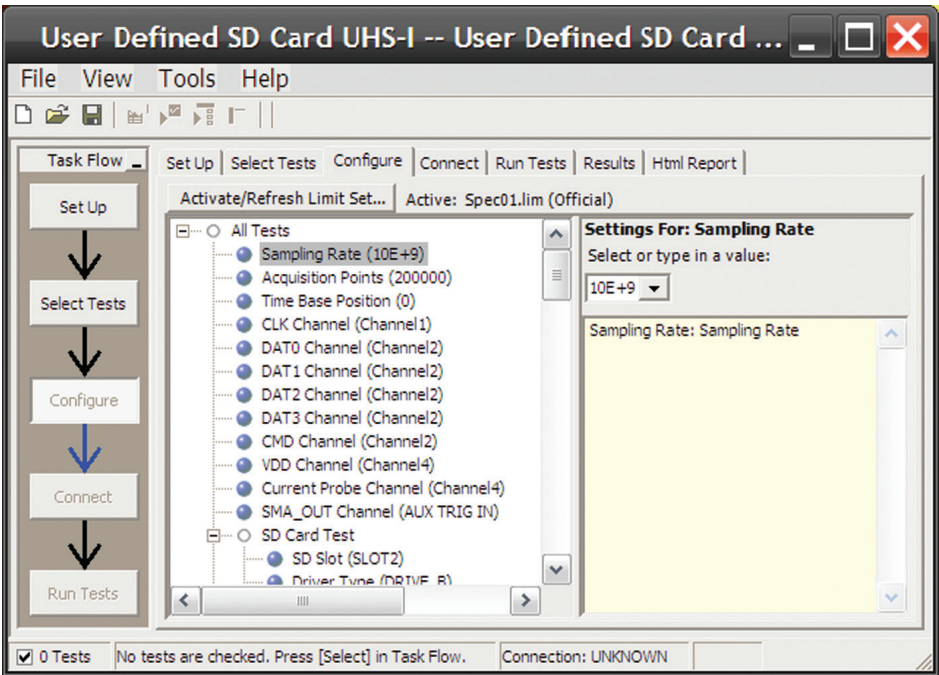 User Defined SD Card UHS-I -- User Defined SD Card ...
File View Tools Help
Task Flow
Set Up
Select Tests
Configure
Connect
Run Tests
Set Up Select Tests Configure Connect Run Tests Results Html Report
Activate/Refresh Limit Set... Active: Spec01.lim (Official)
All Tests
Sampling Rate (10E+9)
Acquisition Points (200000)
Time Base Position (0)
CLK Channel (Channel1)
DAT0 Channel (Channel2)
DAT1 Channel (Channel2)
DAT2 Channel (Channel2)
DAT3 Channel (Channel2)
CMD Channel (Channel2)
VDD Channel (Channel4)
Current Probe Channel (Channel4)
SMA_OUT Channel (AUX TRIG IN)
SD Card Test
SD Slot (SLOT2)
Driver Type (DRIVE_B)
Settings For: Sampling Rate
Select or type in a value:
10E+9
Sampling Rate: Sampling Rate
0 Tests No tests are checked. Press [Select] in Task Flow. Connection: UNKNOWN